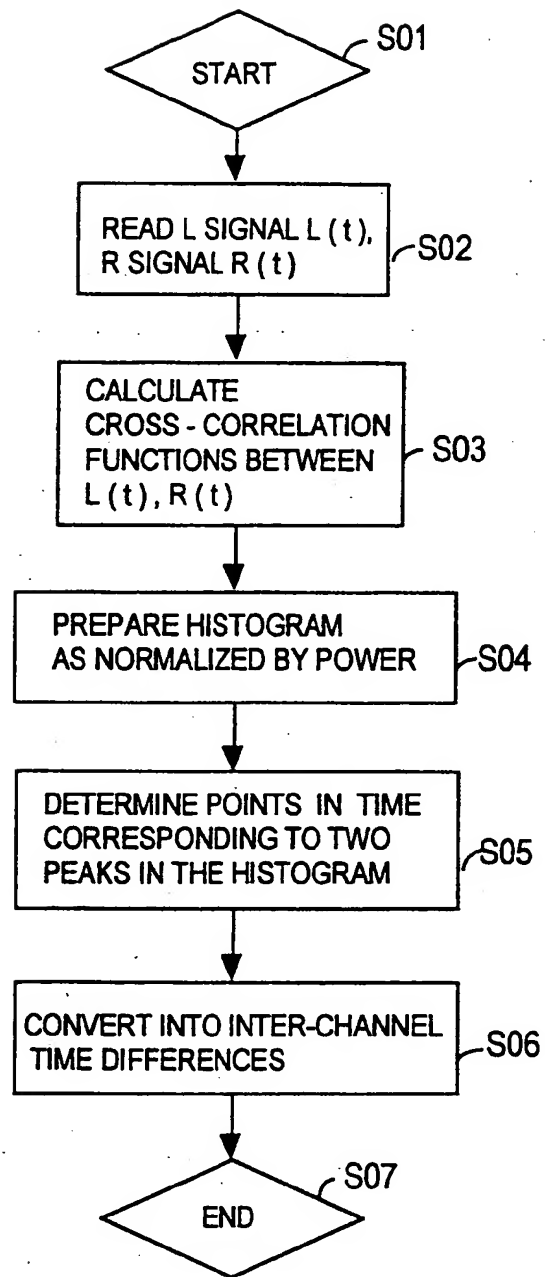 S01
START
READ L SIGNAL L ( t ),
R SIGNAL R ( t )
S02
CALCULATE
CROSS - CORRELATION
FUNCTIONS BETWEEN
L ( t ) , R ( t )
S03
PREPARE HISTOGRAM
AS NORMALIZED BY POWER
S04
DETERMINE POINTS IN TIME
CORRESPONDING TO TWO
PEAKS IN THE HISTOGRAM
S05
CONVERT INTO INTER-CHANNEL
TIME DIFFERENCES
S06
S07
END